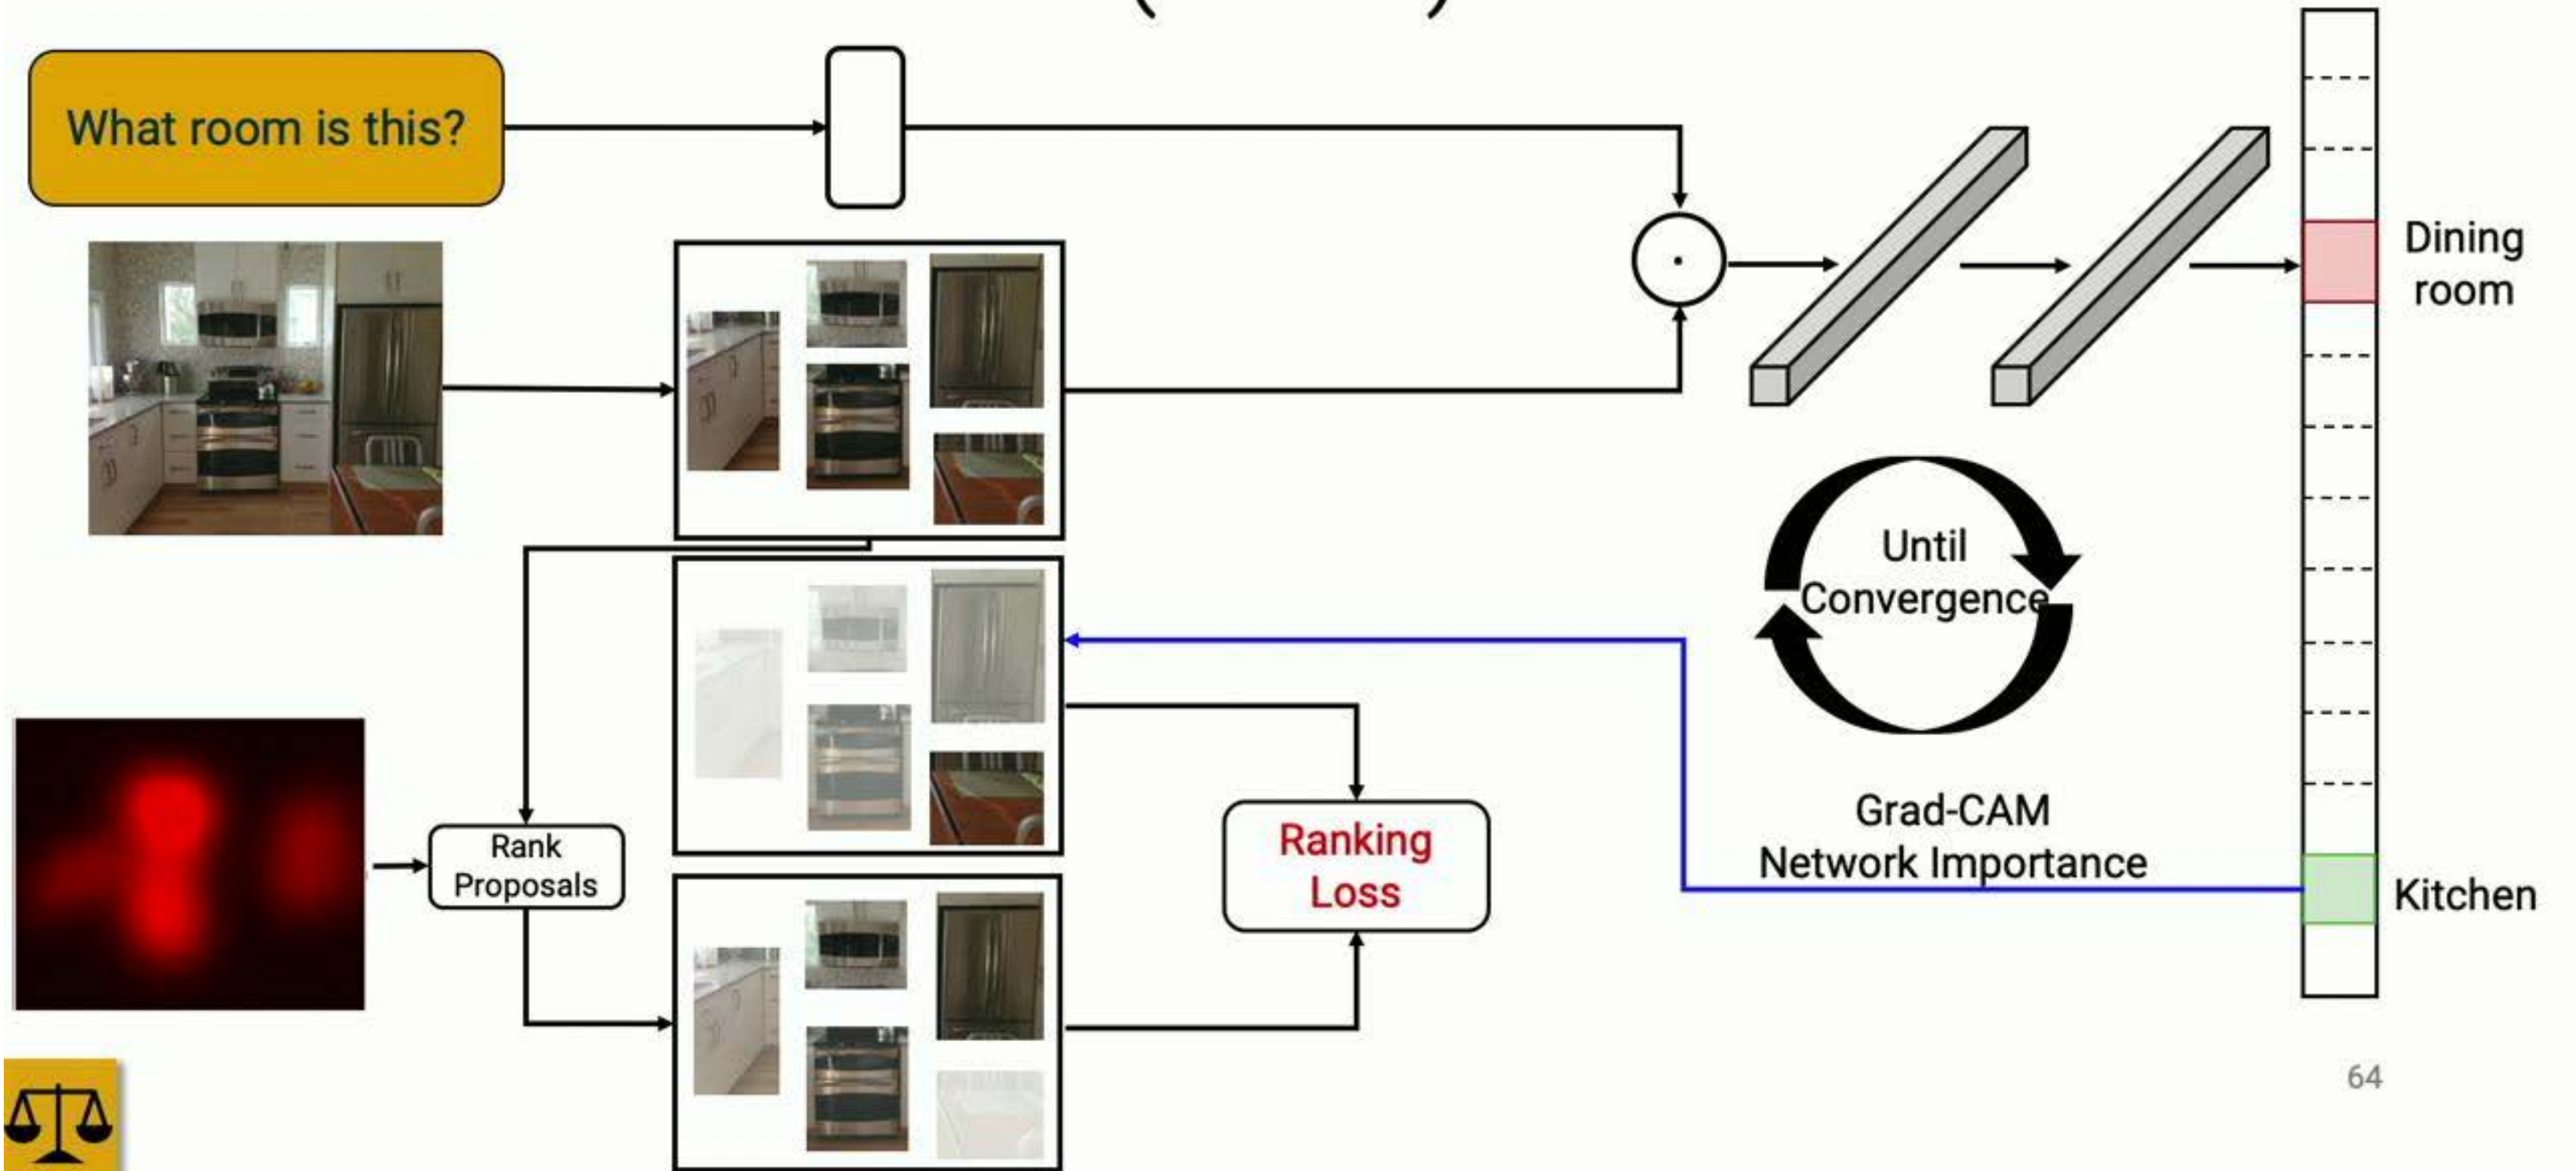 What room is this?
Dining
room
Until
Convergence
Rank
Proposals
Ranking
Loss
Grad-CAM
Network Importance
Kitchen
64